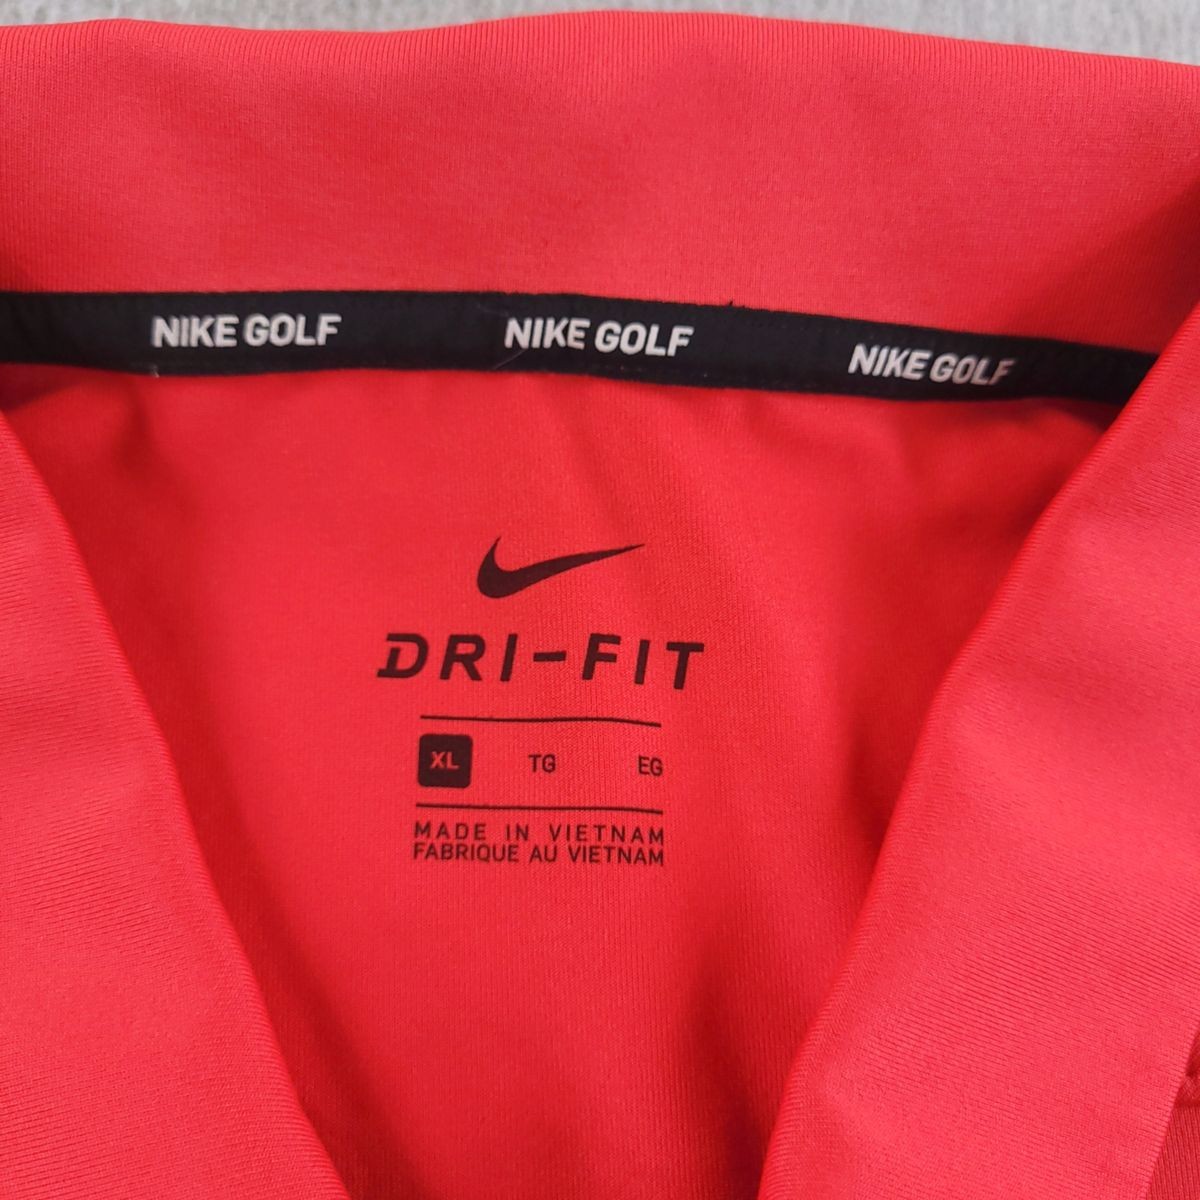 NIKE GOLF NIKE GOLF NIKE GOLF
DRI-FIT
XL TG EG
MADE IN VIETNAM
FABRIQUE AU VIETNAM